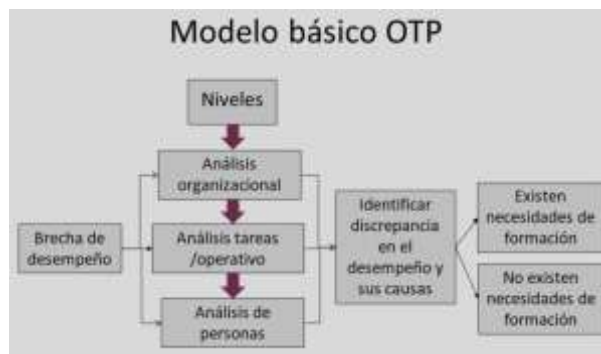 Modelo básico OTP
Niveles
Análisis
organizacional
Brecha de
desempeño
Análisis tareas
/operativo
Análisis de
personas
Identificar
discrepancia
en el
desempeño y
sus causas
Existen
necesidades de
formación
No existen
necesidades de
formación